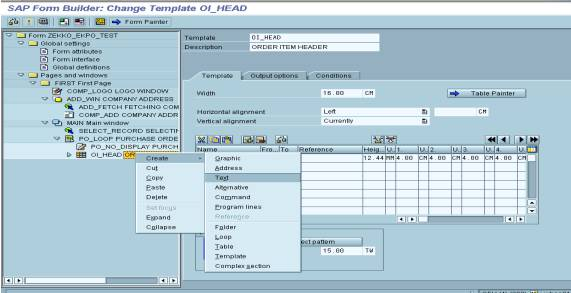 SAP Form Builder: Change Template OI_HEAD
Form Painter
Form ZEKKO_EKPO_TEST
Global settings
Form attributes
Form interface
Global definitions
Pages and windows
FIRST First Page
COMP_LOGO LOGO WINDOW
ADD_WIN COMPANY ADDRESS
ADD_FETCH FETCHING COM
COMP_ADD COMPANY ADDR
MAIN Main window
SELECT_RECORD SELECTIN
PO_LOOP PURCHASE ORDE
PO_NO_DISPLAY PURCH
OI_HEAD
Template OI_HEAD
Description ORDER ITEM HEADER
Template Output options Conditions
Width 16.00 CM Table Painter
Horizontal alignment Left CM
Vertical alignment Currently
Name Fro.. To Reference Heig.. U.. 1. U.. 2. U.. 3. U.. 4. U.
12.44 MM 4.00 CM 4.00 CM 4.00 CM 4.00 CM
Create
Cut
Copy
Paste
Delete
Set focus
Expand
Collapse
Graphic
Address
Text
Alternative
Command
Program lines
Reference
Folder
Loop
Table
Template
Complex section
ect pattern
15.00 TW